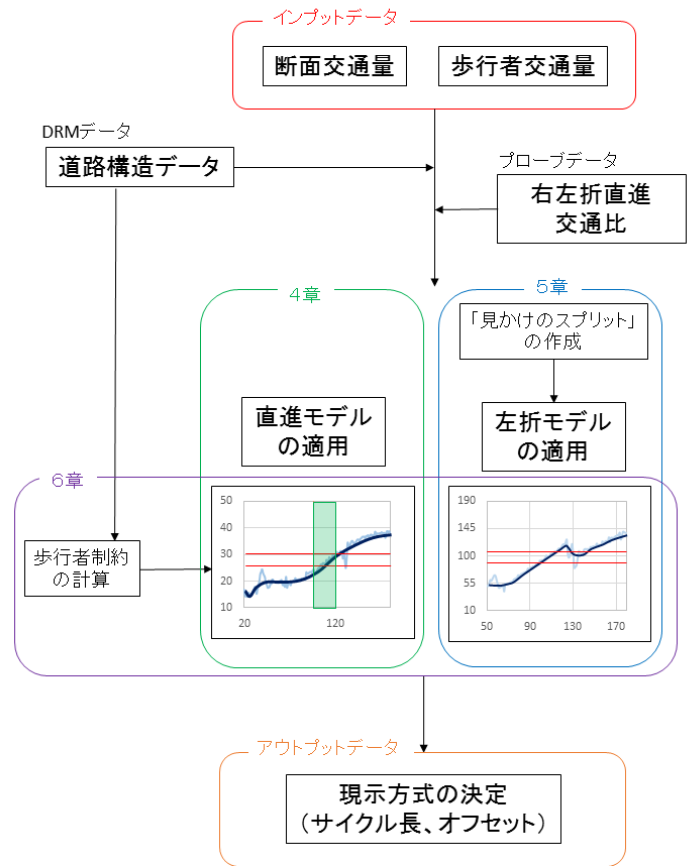 インプットデータ
断面交通量
歩行者交通量
DRMデータ
道路構造データ
プローブデータ
右左折直進
交通比
4章
5章
「見かけのスプリット」
の作成
直進モデル
の適用
左折モデル
の適用
6章
歩行者制約
の計算
50
40
30
20
10
20
120
190
145
100
55
10
50
90
130
170
アウトプットデータ
現示方式の決定
(サイクル長、オフセット)